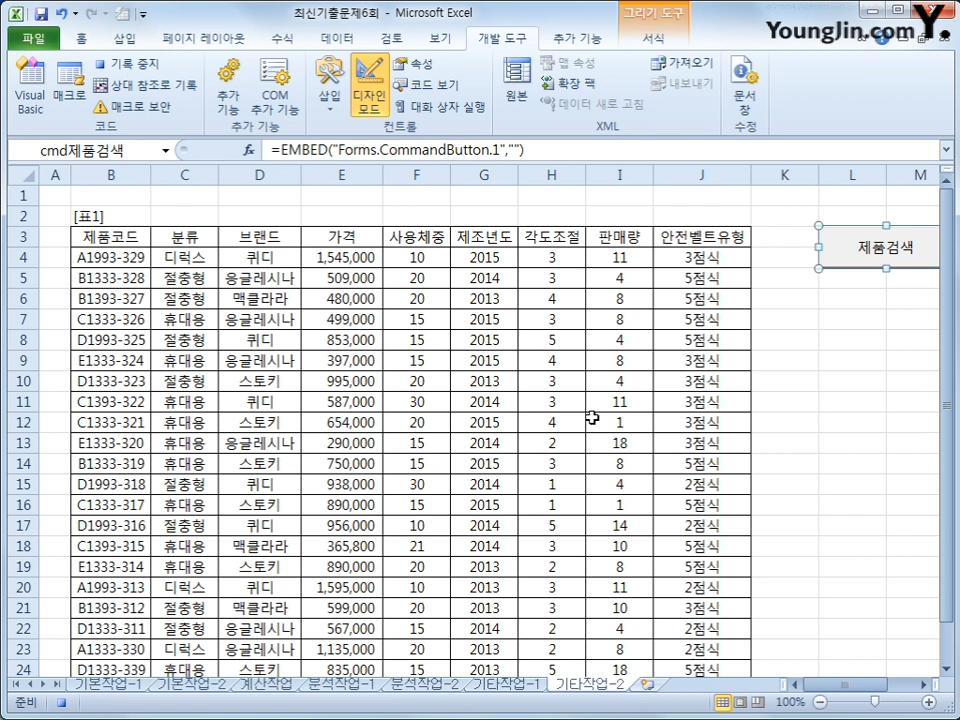 최신기출문제6회 - Microsoft Excel
그리기 도구
Younglin.com Y.
파일 홈 삽입 페이지 레이아웃 수식 데이터 검토 보기 개발 도구 추가 기능 서식
Visual Basic
매크로
기록 중지
상대 참조로 기록
매크로 보안
코드
추가 기능
COM 추가 기능
추가 기능
삽입
디자인 모드
속성
코드 보기
대화 상자 실행
컨트롤
원본
맵 속성
확장 팩
데이터 새로 고침
가져오기
내보내기
XML
문서 창
수정
cmd제품검색 fx =EMBED("Forms.CommandButton.1","")
A B C D E F G H I J K L M
1
2 [표1]
3 제품코드 분류 브랜드 가격 사용체중 제조년도 각도조절 판매량 안전벨트유형
제품검색
4 A1993-329 디럭스 퀴디 1,545,000 10 2015 3 11 3점식
5 B1333-328 절충형 응글레시나 509,000 20 2014 3 4 5점식
6 B1393-327 절충형 맥클라라 480,000 20 2013 4 8 5점식
7 C1333-326 휴대용 응글레시나 499,000 15 2015 3 8 5점식
8 D1993-325 절충형 퀴디 853,000 15 2015 5 4 3점식
9 E1333-324 휴대용 응글레시나 397,000 15 2015 4 8 3점식
10 D1333-323 휴대용 스토키 995,000 20 2013 3 4 3점식
11 C1393-322 휴대용 퀴디 587,000 30 2014 3 11 3점식
12 C1333-321 휴대용 스토키 654,000 20 2015 4 1 3점식
13 E1333-320 휴대용 응글레시나 290,000 15 2014 2 18 3점식
14 B1333-319 휴대용 스토키 750,000 15 2015 3 8 5점식
15 D1993-318 절충형 퀴디 938,000 30 2014 1 4 2점식
16 C1333-317 휴대용 스토키 890,000 15 2015 1 1 5점식
17 D1993-316 절충형 퀴디 956,000 10 2014 5 14 2점식
18 C1393-315 휴대용 맥클라라 365,800 21 2014 3 10 5점식
19 E1333-314 휴대용 스토키 890,000 20 2013 2 8 5점식
20 A1993-313 디럭스 퀴디 1,595,000 10 2013 3 11 2점식
21 B1393-312 절충형 맥클라라 599,000 20 2013 3 10 3점식
22 D1333-311 절충형 응글레시나 567,000 15 2014 2 4 2점식
23 A1333-330 디럭스 응글레시나 1,135,000 20 2013 2 8 2점식
24 D1333-339 휴대용 스토키 835,000 15 2013 5 18 5점식
기본작업-1 기본작업-2 계산작업 분석작업-1 분석작업-2 기타작업-1 기타작업-2
준비 100%